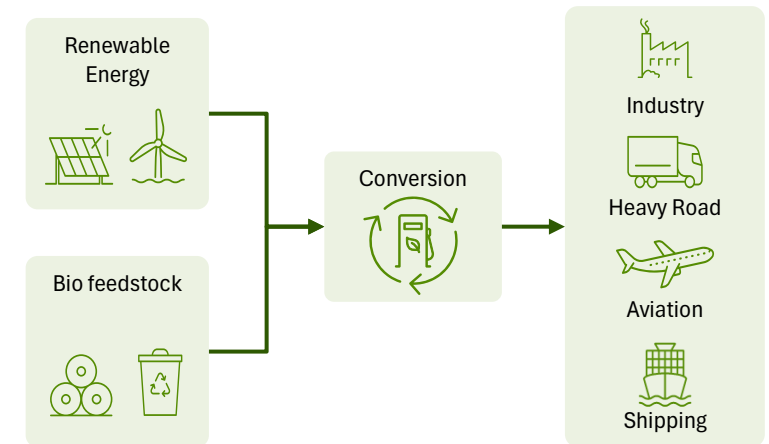 Renewable
Energy
Bio feedstock
Conversion
Industry
Heavy Road
Aviation
Shipping